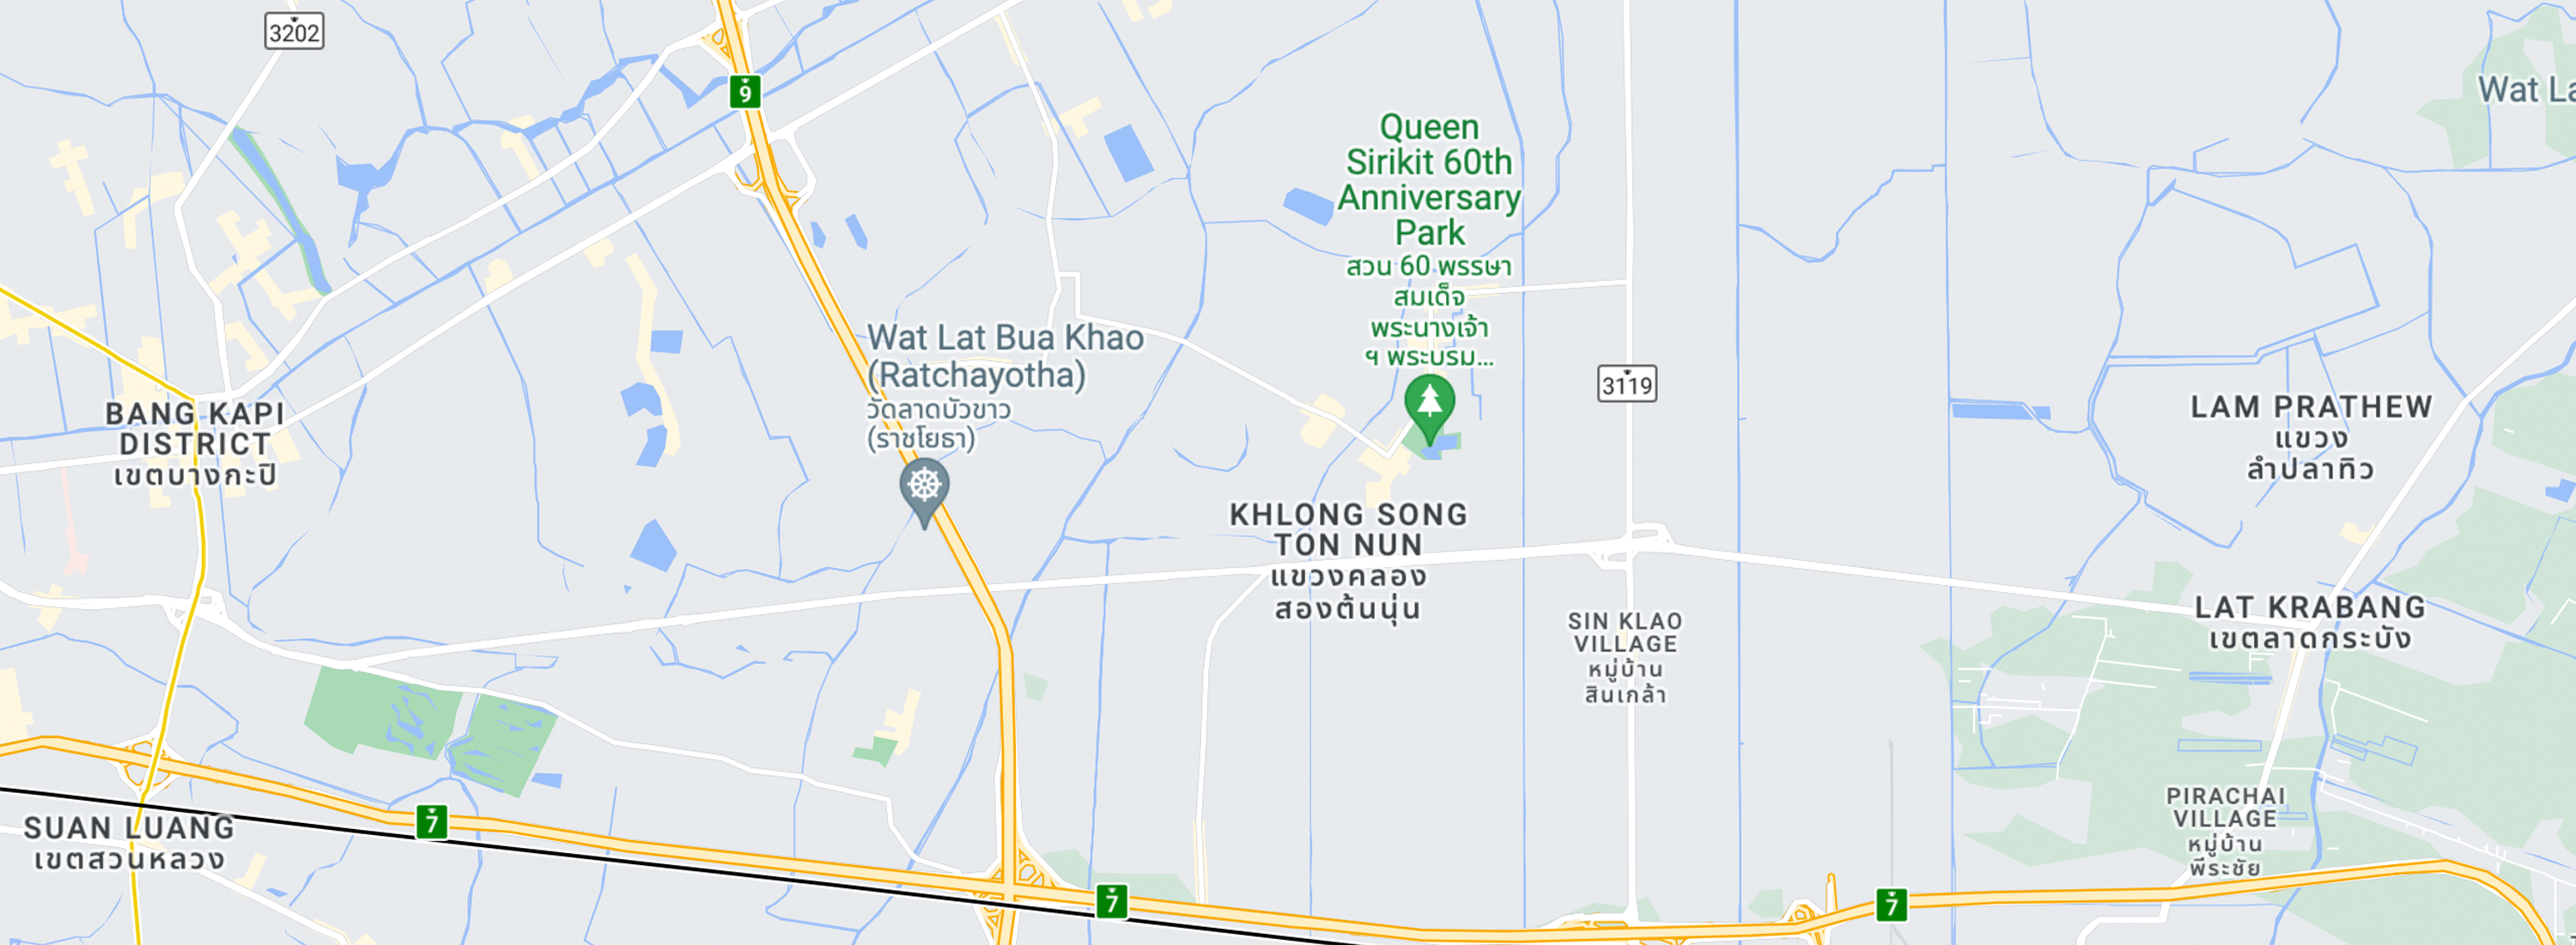 3202
9
Wat La
Queen
Sirikit 60th
Anniversary
Park
สวน 60 พรรษา
สมเด็จ
พระนางเจ้า
ฯ พระบรม...
Wat Lat Bua Khao
(Ratchayotha)
วัดลาดบัวขาว
(ราชโยธา)
3119
BANG KAPI
DISTRICT
เขตบางกะปิ
LAM PRATHEW
แขวง
ลำปลาทิว
KHLONG SONG
TON NUN
แขวงคลอง
สองต้นนุ่น
SIN KLAO
VILLAGE
หมู่บ้าน
สินเกล้า
LAT KRABANG
เขตลาดกระบัง
SUAN LUANG
เขตสวนหลวง
7
7
7
PIRACHAI
VILLAGE
หมู่บ้าน
พีระชัย